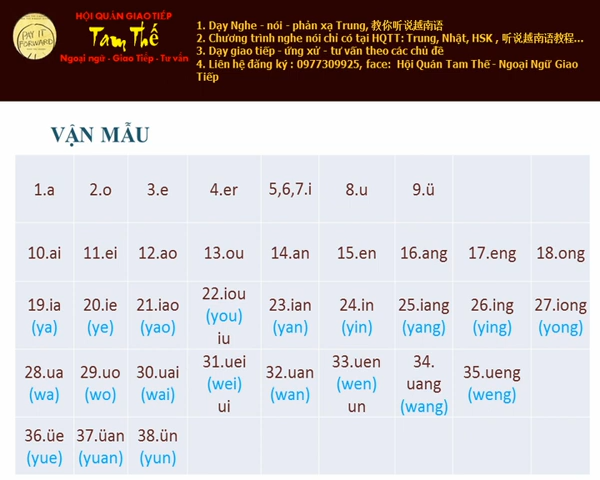 PAY IT
FORWARD
HỘI QUÁN GIAO TIẾP
Tam Thế
Ngoại ngữ - Giao Tiếp - Tư vấn
1. Dạy Nghe - nói - phản xạ Trung, 教你听说越南语
2. Chương trình nghe nói chỉ có tại HQTT: Trung, Nhật, HSK , 听说越南语教程...
3. Dạy giao tiếp - ứng xử - tư vấn theo các chủ đề
4. Liên hệ đăng ký : 0977309925, face: Hội Quán Tam Thế - Ngoại Ngữ Giao
Tiếp
VẬN MẪU
1.a 2.o 3.e 4.er 5,6,7.i 8.u 9.ü
10.ai 11.ei 12.ao 13.ou 14.an 15.en 16.ang 17.eng 18.ong
19.ia (ya) 20.ie (ye) 21.iao (yao) 22.iou (you) iu 23.ian (yan) 24.in (yin) 25.iang (yang) 26.ing (ying) 27.iong (yong)
28.ua (wa) 29.uo (wo) 30.uai (wai) 31.uei (wei) ui 32.uan (wan) 33.uen (wen) un 34. uang (wang) 35.ueng (weng)
36.üe (yue) 37.üan (yuan) 38.ün (yun)